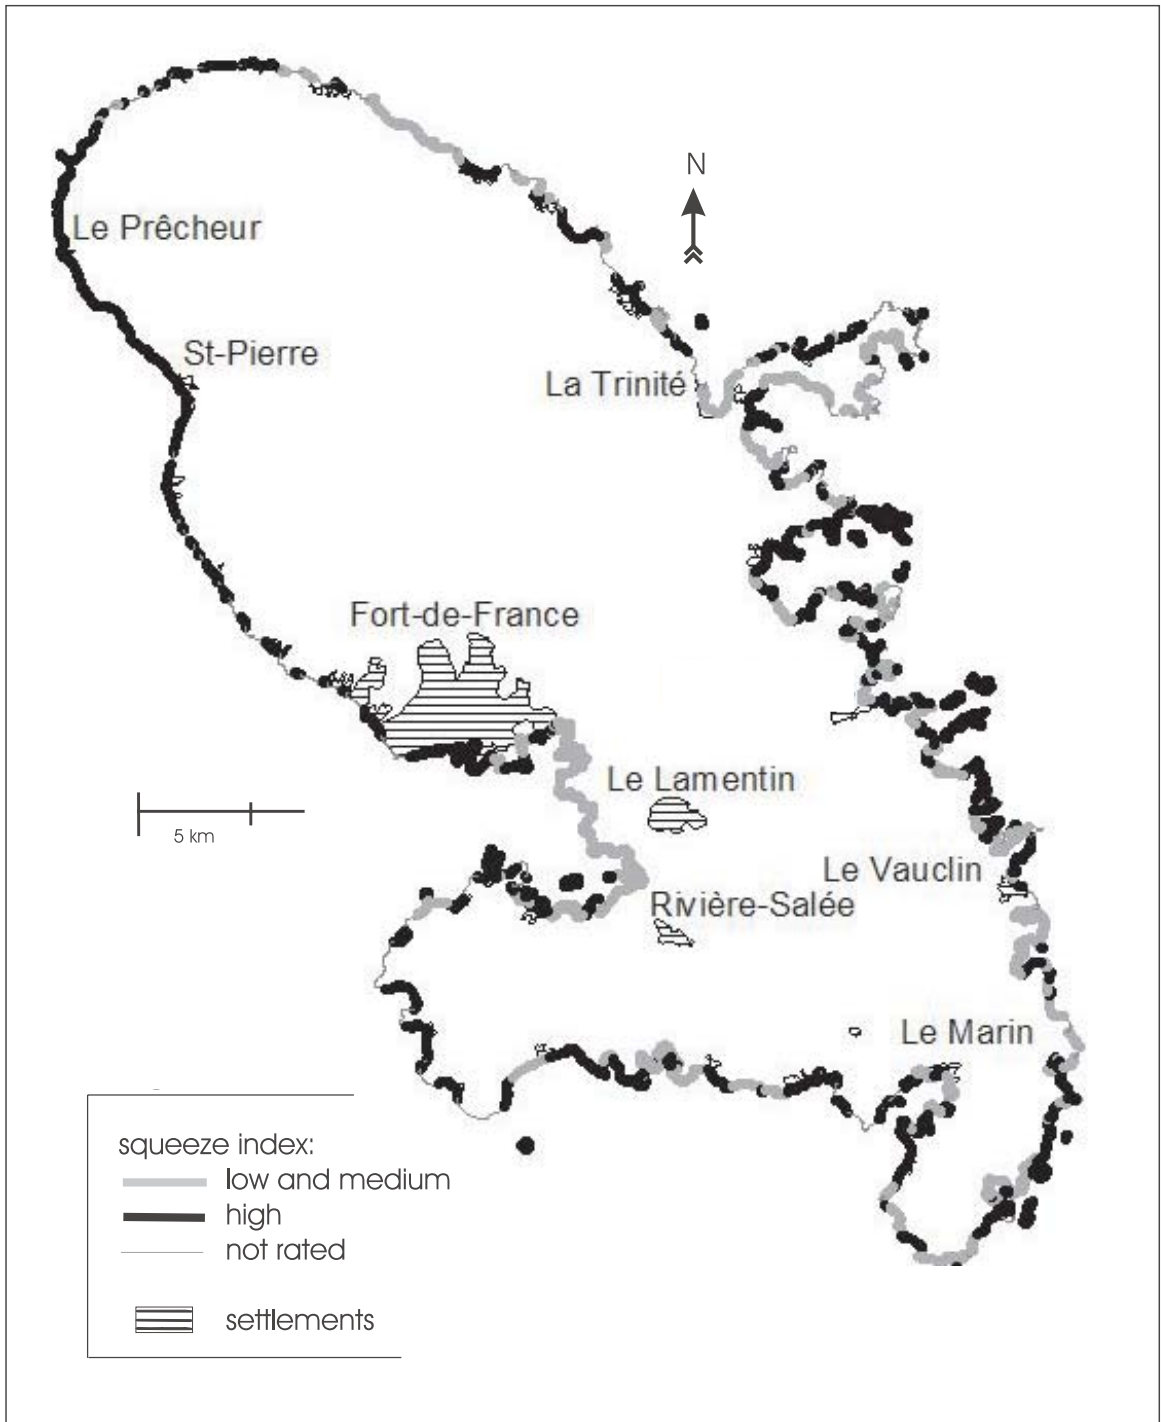 N
Le Prêcheur
St-Pierre
La Trinité
Fort-de-France
Le Lamentin
5 km
Le Vauclin
Rivière-Salée
Le Marin
squeeze index:
low and medium
high
not rated
settlements